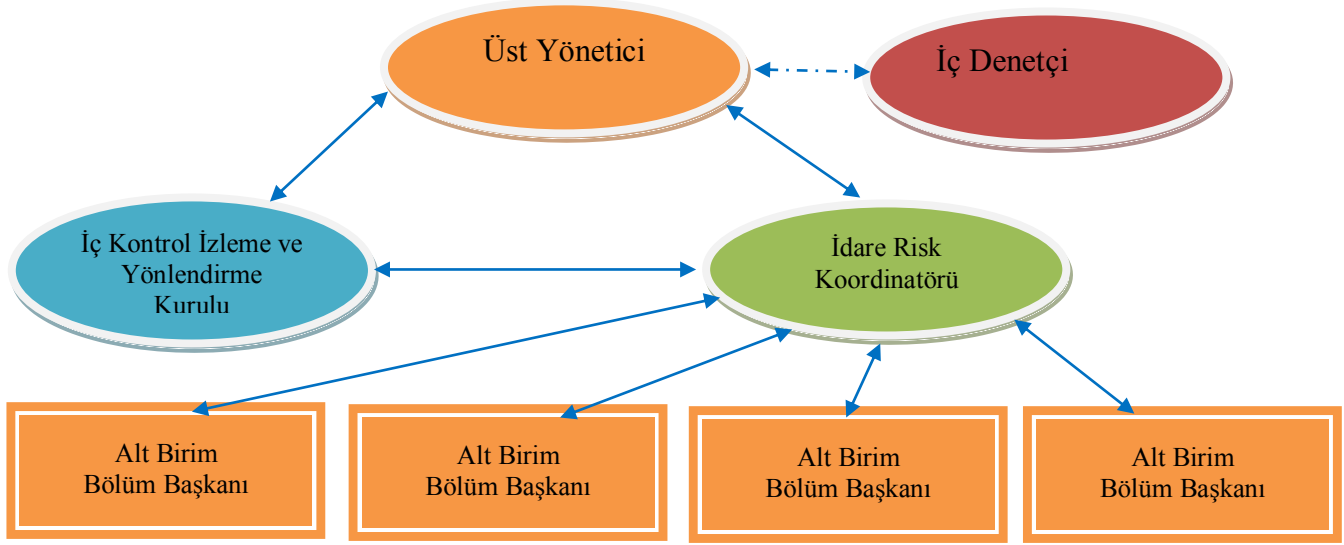 Üst Yönetici
İç Denetçi
İç Kontrol İzleme ve
Yönlendirme
Kurulu
İdare Risk
Koordinatörü
Alt Birim
Bölüm Başkanı
Alt Birim
Bölüm Başkanı
Alt Birim
Bölüm Başkanı
Alt Birim
Bölüm Başkanı